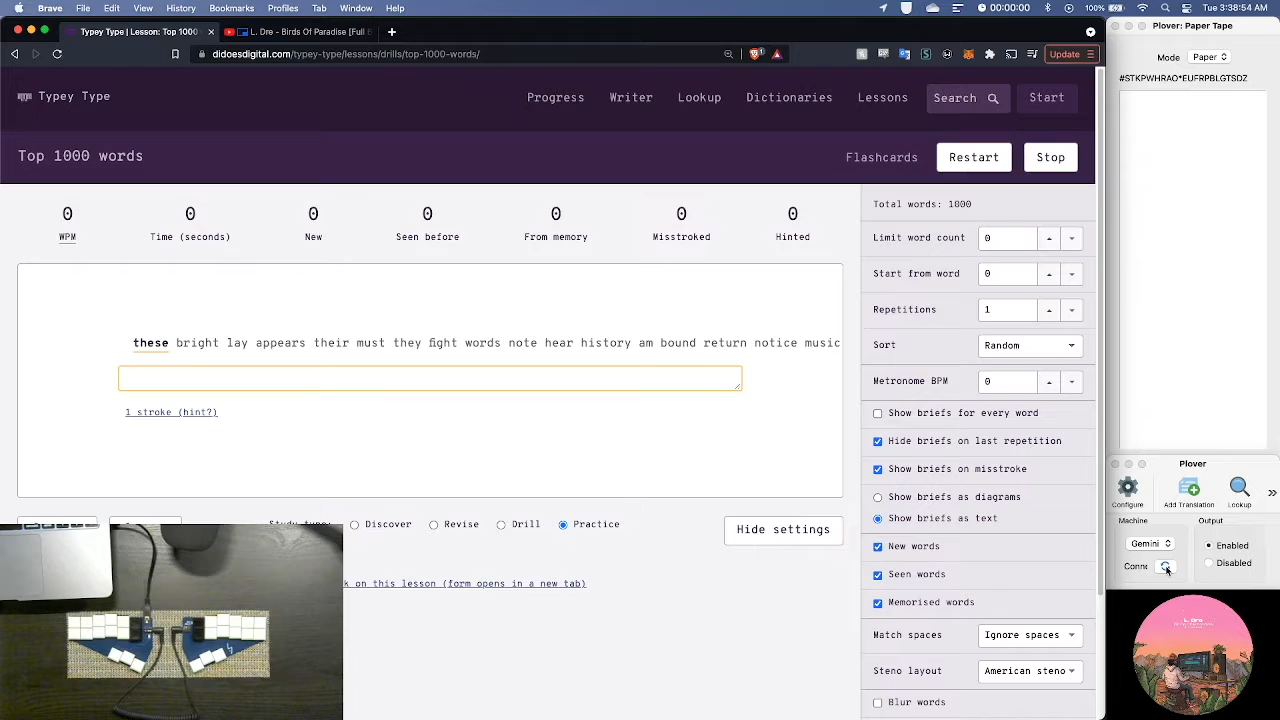 Brave File Edit View History Bookmarks Profiles Tab Window Help
100%
Tue 11:38:54 AM
Typey Type | Lesson: Top 1000
L. Dre - Birds Of Paradise [Full
didoesdigital.com/typey-type/lessons/drills/top-1000-words/
Update
Typey Type
Progress Writer Lookup Dictionaries Lessons Search Start
Top 1000 words
Flashcards Restart Stop
0 0 0 0 0 0 0
WPM Time (seconds) New Seen before From memory Misstroked Hinted
these bright lay appears their must they fight words note hear history am bound return notice music
1 stroke (hint?)
Discover Revise Drill Practice
Hide settings
k on this lesson (form opens in a new tab)
Total words: 1000
Limit word count 0
Start from word 0
Repetitions 1
Sort Random
Metronome BPM 0
Show briefs for every word
Hide briefs on last repetition
Show briefs on misstroke
Show briefs as diagrams
Show briefs as text
New words
Seen words
Memorised words
Match spaces Ignore spaces
Steno layout American steno
Blur words
Plover: Paper Tape
Mode Paper
#STKPWHRAO*EUFRPBLGTSDZ
Plover
Configure Add Translation Lookup
Machine Output
Gemini Enabled
Conne Disabled
L. Dre